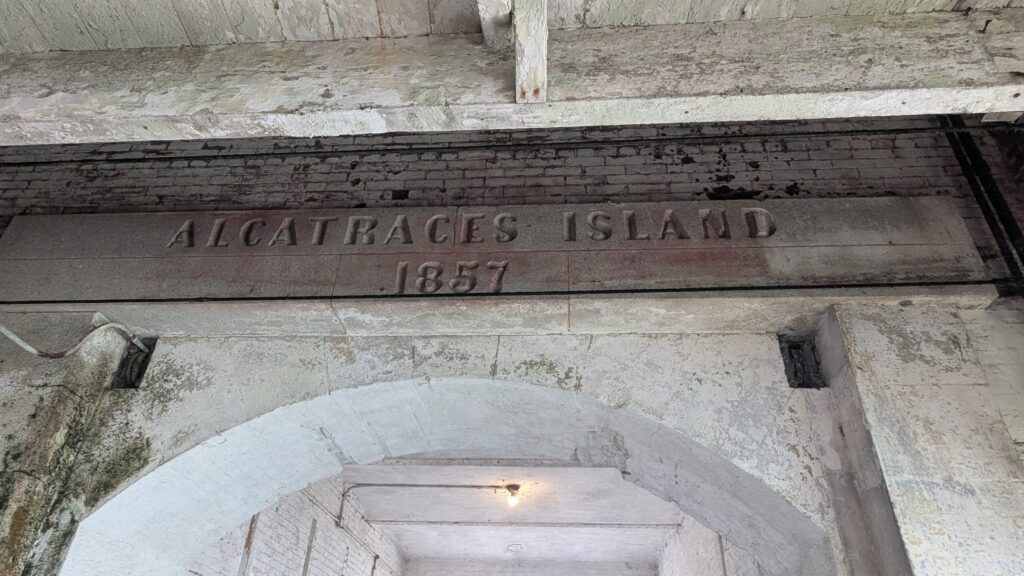 ALCATRACES ISLAND
1857